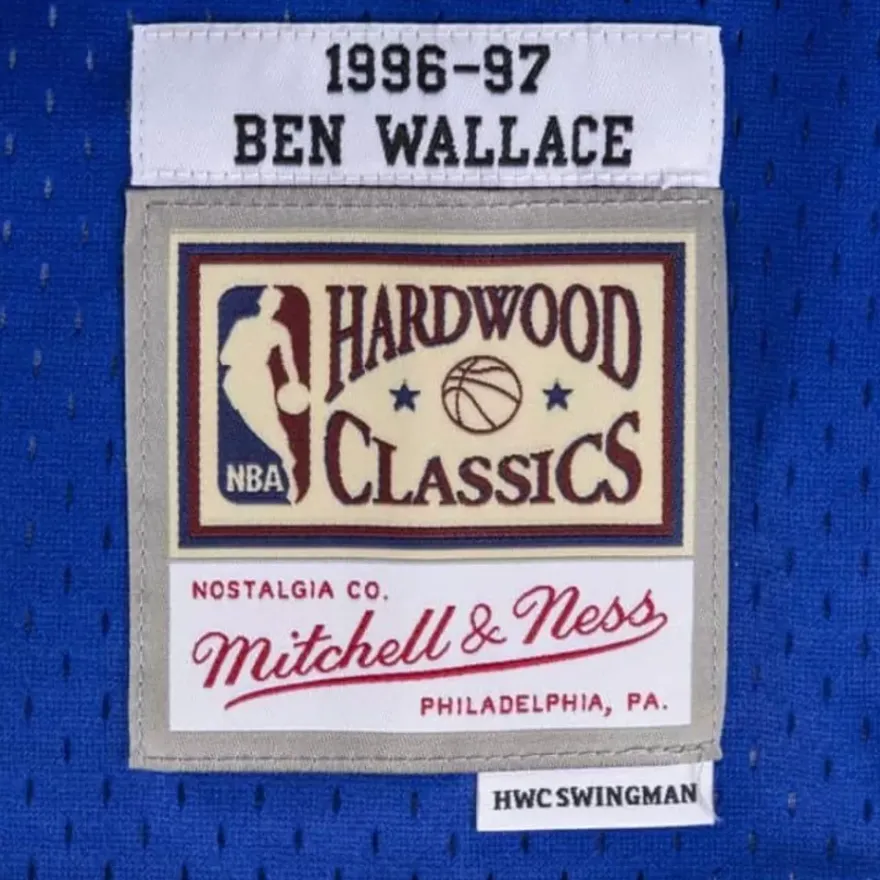 1996-97
BEN WALLACE
HARDWOOD
CLASSICS
NBA
NOSTALGIA CO.
Mitchell & Ness
PHILADELPHIA, PA.
HWC SWINGMAN